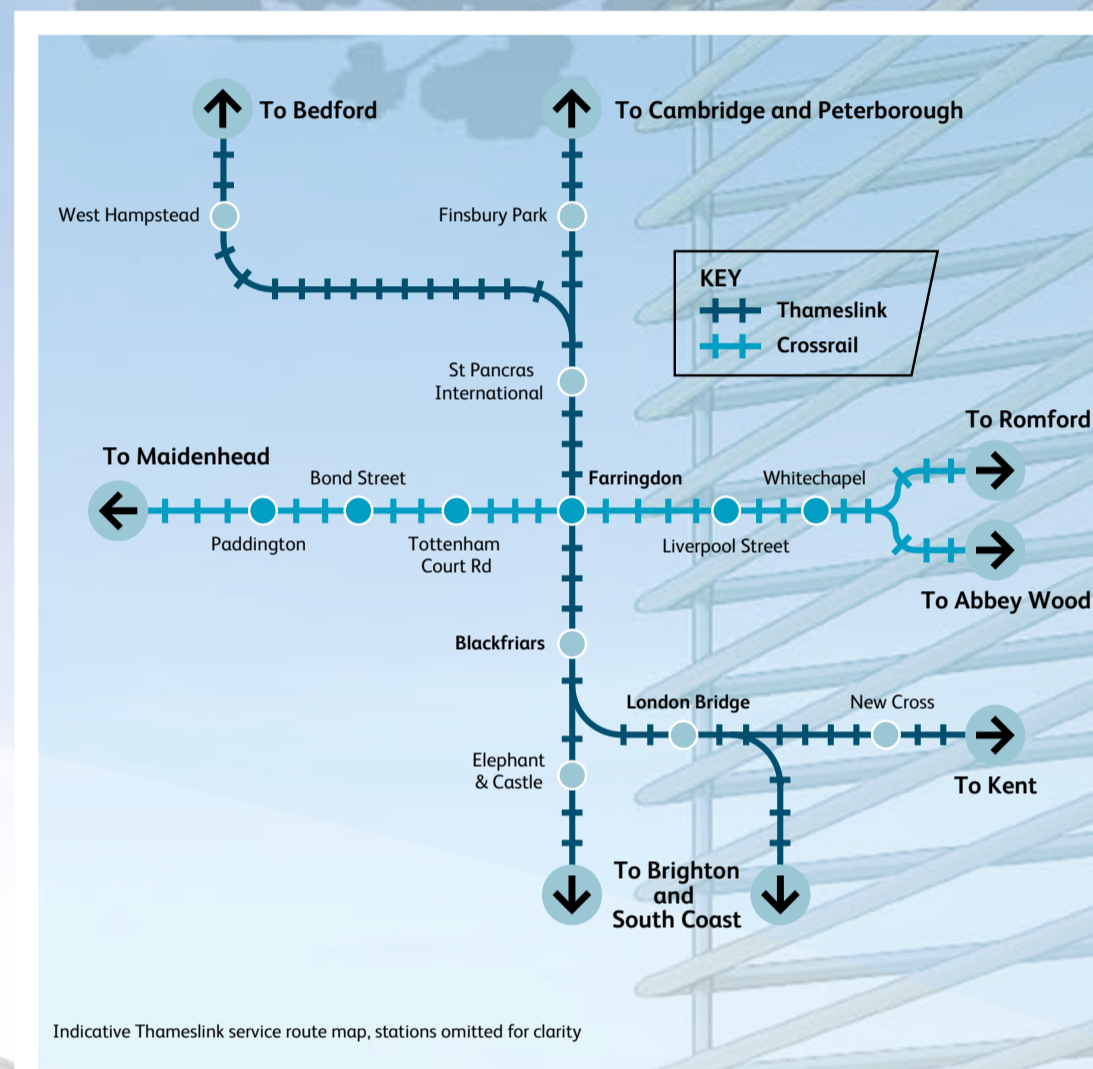 To Bedford
To Cambridge and Peterborough
West Hampstead
Finsbury Park
KEY
Thameslink
Crossrail
St Pancras
International
To Romford
To Maidenhead
Bond Street
Farringdon
Whitechapel
Paddington
Tottenham
Court Rd
Liverpool Street
To Abbey Wood
Blackfriars
London Bridge
New Cross
Elephant
& Castle
To Kent
To Brighton
and
South Coast
Indicative Thameslink service route map, stations omitted for clarity